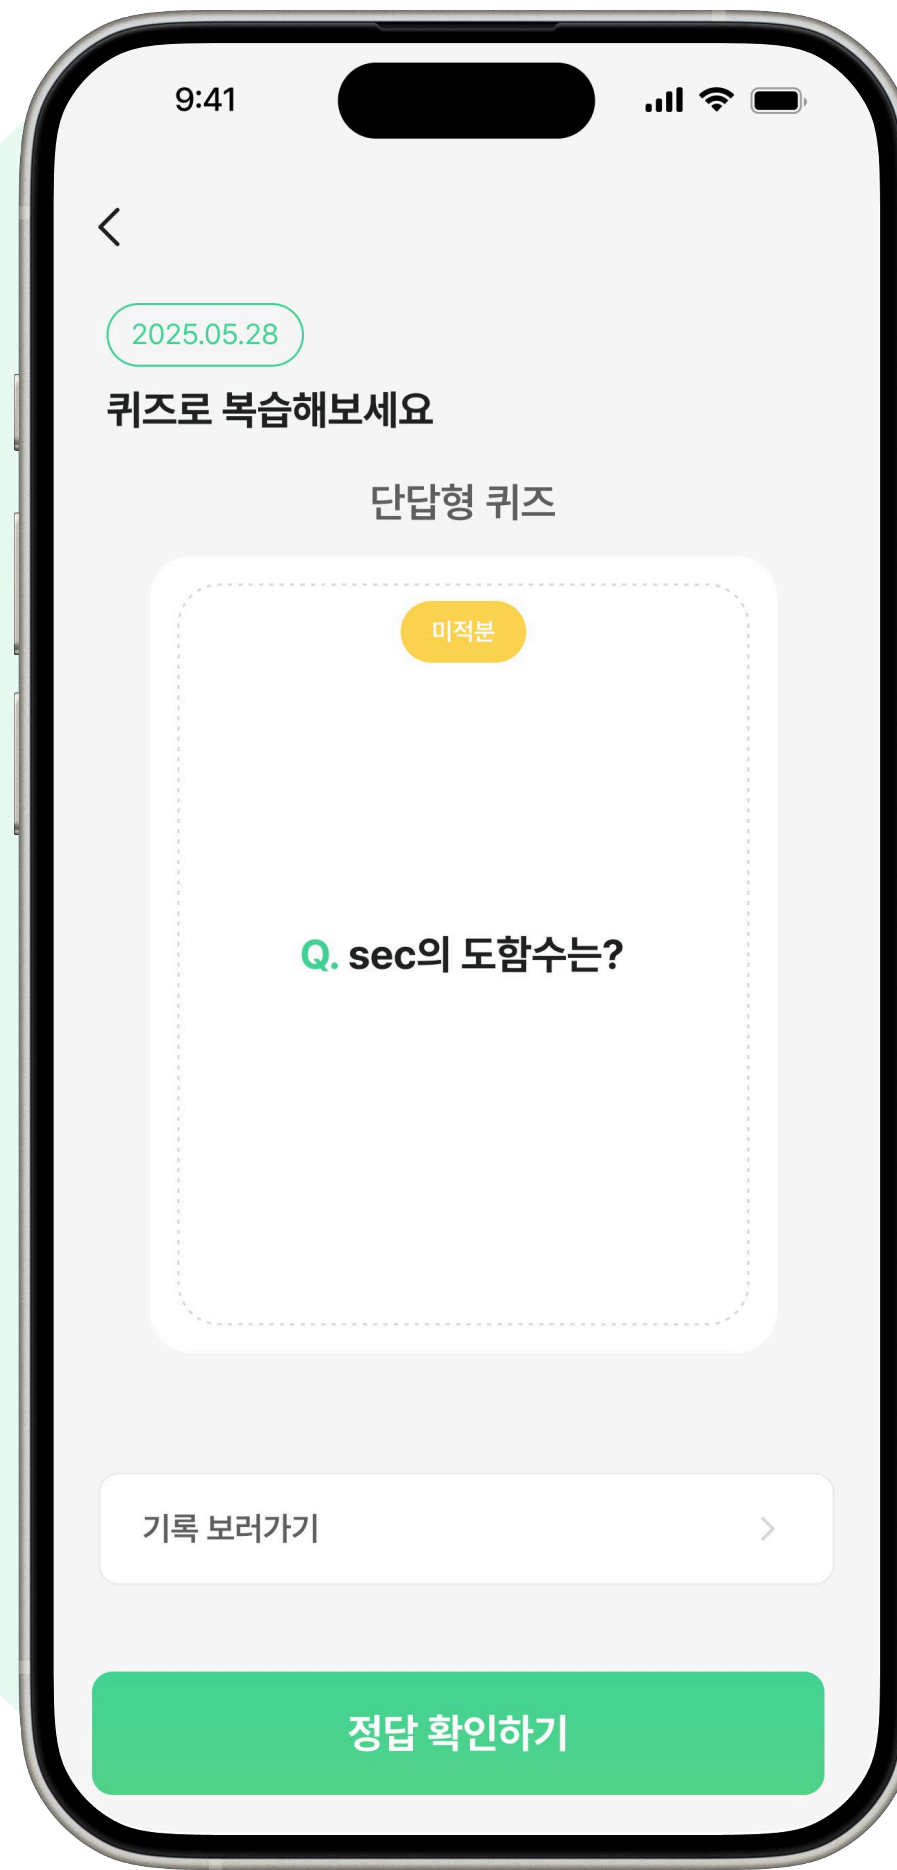 9:41
2025.05.28
퀴즈로 복습해보세요
단답형 퀴즈
미적분
Q. sec의 도함수는?
기록 보러가기
정답 확인하기